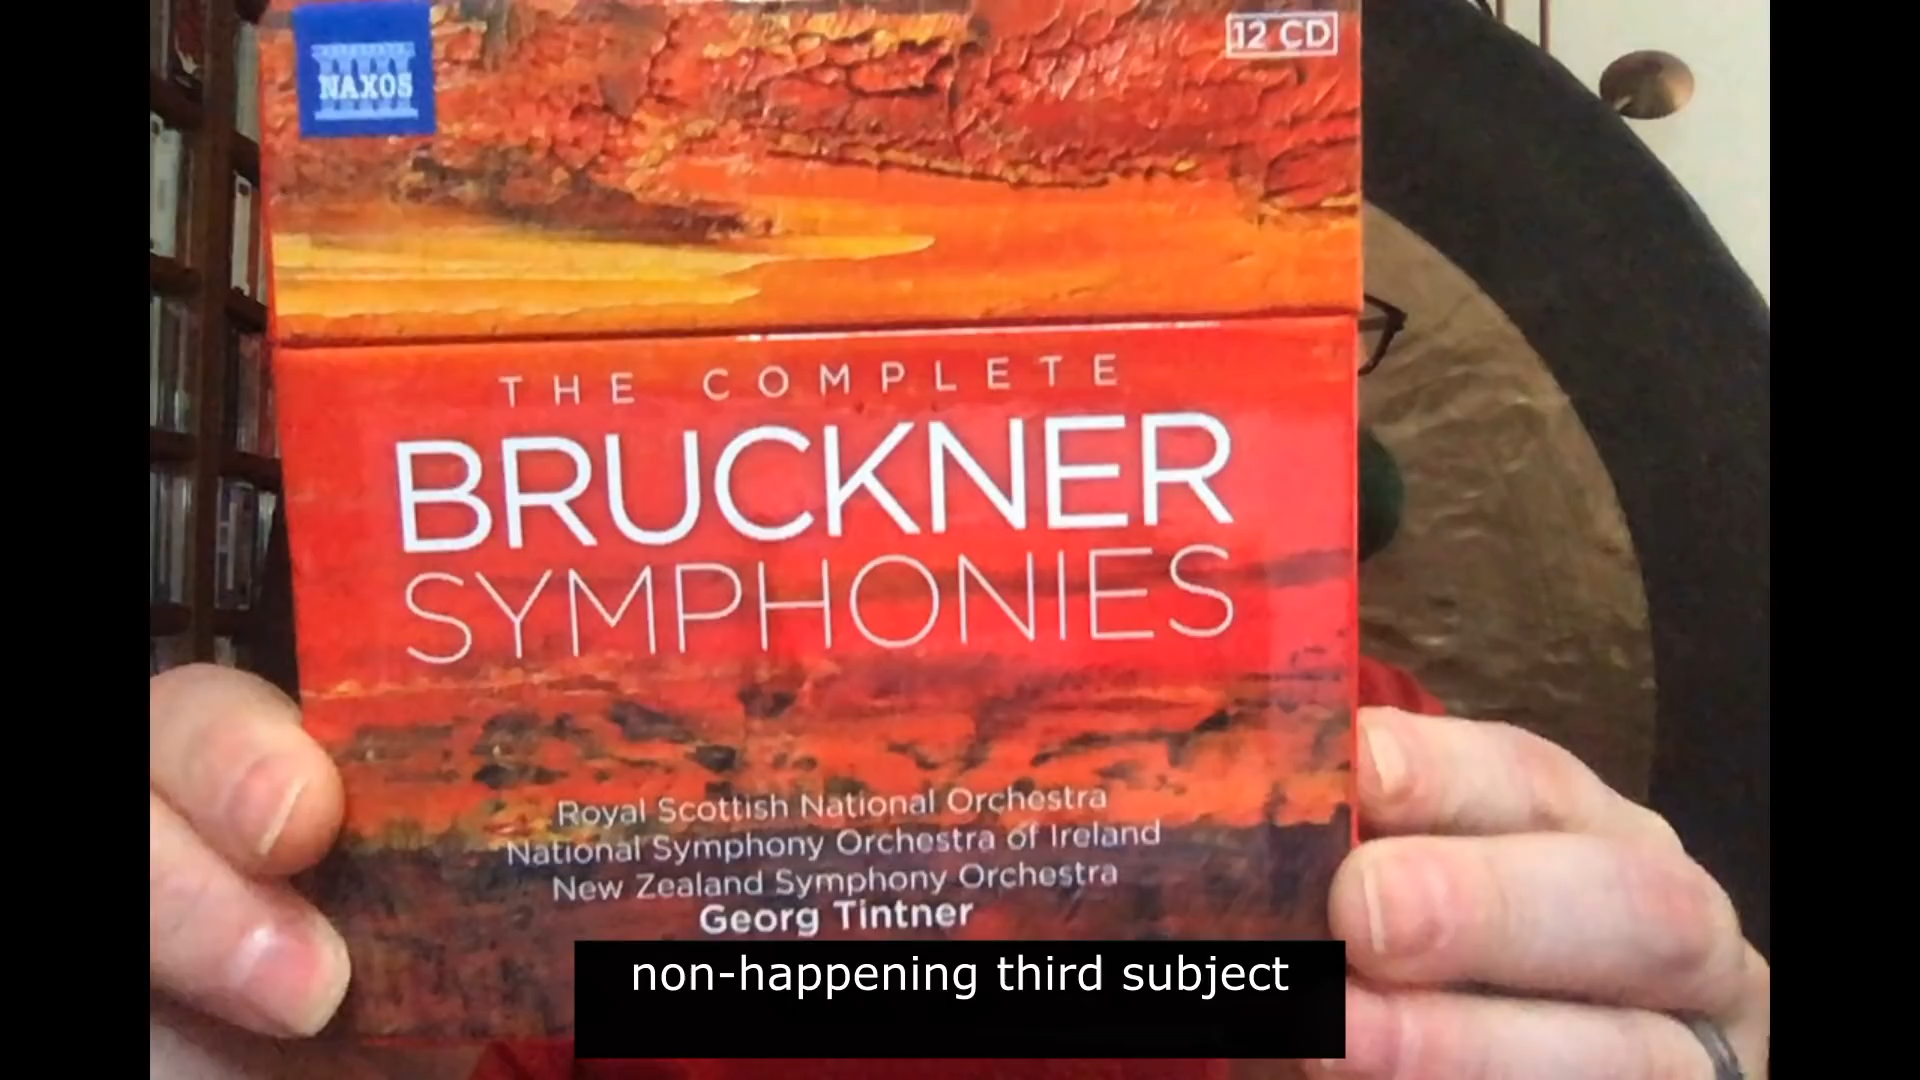 NAXOS
12 CD
THE COMPLETE
BRUCKNER
SYMPHONIES
Royal Scottish National Orchestra
National Symphony Orchestra of Ireland
New Zealand Symphony Orchestra
Georg Tintner
non-happening third subject